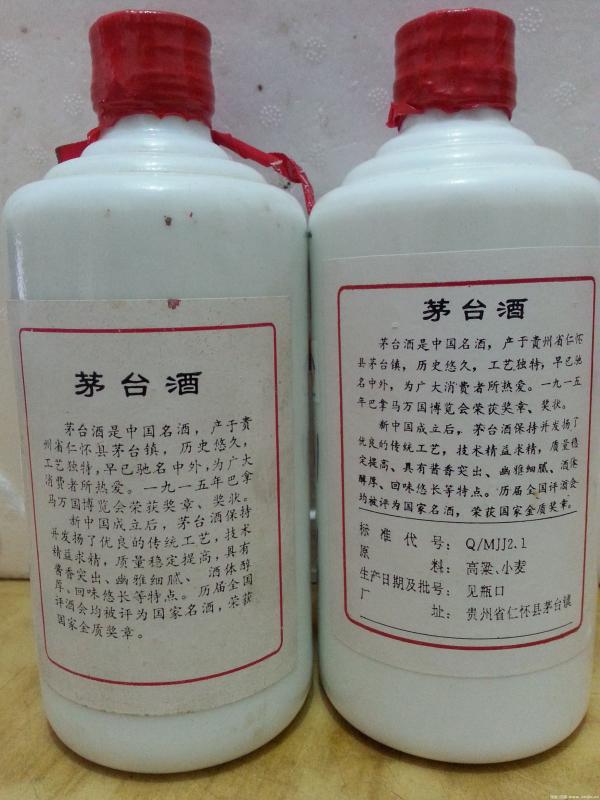 茅台酒
茅台酒是中国名酒，产于贵
州省仁怀县茅台镇，历史悠久，
工艺独特，早已驰名中外，为广大
消费者所热爱。一九一五年巴拿
马万国博览会荣获奖章、奖状。
新中国成立后，茅台酒保持
并发扬了优良的传统工艺，技术
精益求精，质量稳定提高，具有
酱香突出、幽雅细腻、酒体醇
厚、回味悠长等特点。历届全国
评酒会均被评为国家名酒，荣获
国家金质奖章。
茅台酒
茅台酒是中国名酒，产于贵州省仁怀
县茅台镇，历史悠久，工艺独特，早已驰
名中外，为广大消费者所热爱。一九一五
年巴拿马万国博览会荣获奖章、奖状。
新中国成立后，茅台酒保持并发扬了
优良的传统工艺，技术精益求精，质量稳
定提高、具有酱香突出、幽雅细腻、酒体
醇厚、回味悠长等特点。历届全国评酒会
均被评为国家名酒，荣获国家金质奖章。
标准代号：Q/MJJ2.1
原料：高粱、小麦
生产日期及批号：见瓶口
厂址：贵州省仁怀县茅台镇